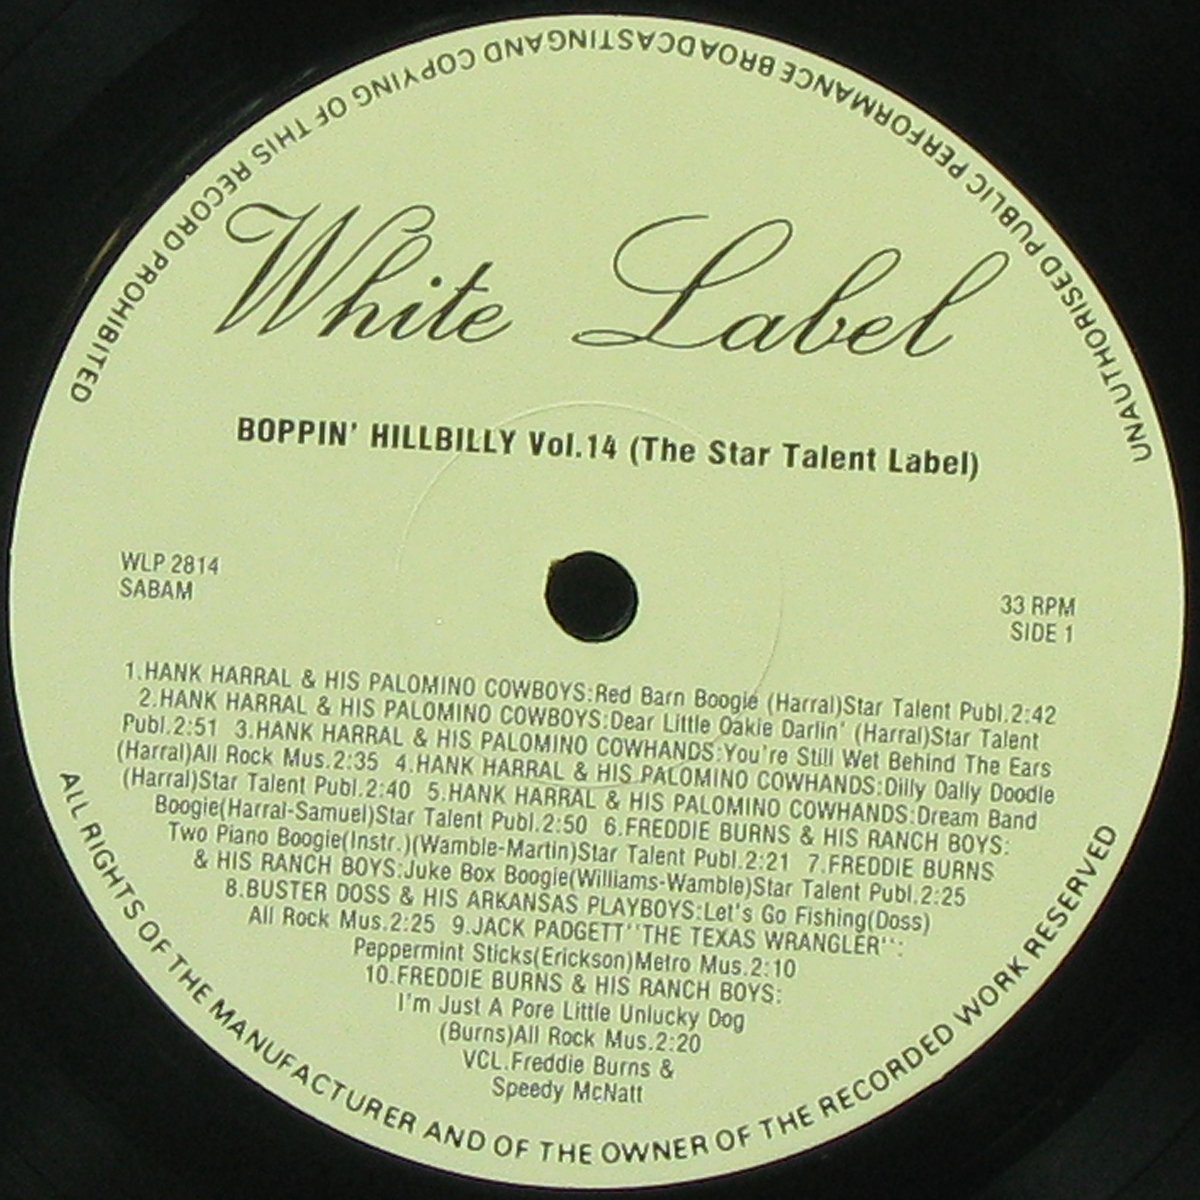 UNAUTHORISED PUBLIC PERFORMANCE BROADCASTINGAND COPYING OF THIS RECORD PROHIBITED
White Label
BOPPIN' HILLBILLY Vol.14 (The Star Talent Label)
WLP 2814
SABAM
33 RPM
SIDE 1
1.HANK HARRAL & HIS PALOMINO COWBOYS:Red Barn Boogie (Harral)Star Talent Publ.2:42
2.HANK HARRAL & HIS PALOMINO COWBOYS:Dear Little Oakie Darlin' (Harral)Star Talent
Publ.2:51 3.HANK HARRAL & HIS PALOMINO COWHANDS:You're Still Wet Behind The Ears
(Harral)All Rock Mus.2:35 4.HANK HARRAL & HIS PALOMINO COWHANDS:Dilly Dally Doodle
(Harral)Star Talent Publ.2:40 5.HANK HARRAL & HIS PALOMINO COWHANDS:Dream Band
Boogie(Harral-Samuel)Star Talent Publ.2:50 6.FREDDIE BURNS & HIS RANCH BOYS:
Two Piano Boogie(Instr.)(Wamble-Martin)Star Talent Publ.2:21 7.FREDDIE BURNS
& HIS RANCH BOYS:Juke Box Boogie(Williams-Wamble)Star Talent Publ.2:25
8.BUSTER DOSS & HIS ARKANSAS PLAYBOYS:Let's Go Fishing(Doss)
All Rock Mus.2:25 9.JACK PADGETT''THE TEXAS WRANGLER'':
Peppermint Sticks(Erickson)Metro Mus.2:10
10.FREDDIE BURNS & HIS RANCH BOYS:
I'm Just A Pore Little Unlucky Dog
(Burns)All Rock Mus.2:20
VCL.Freddie Burns &
Speedy McNatt
ALL RIGHTS OF THE MANUFACTURER AND OF THE OWNER OF THE RECORDED WORK RESERVED